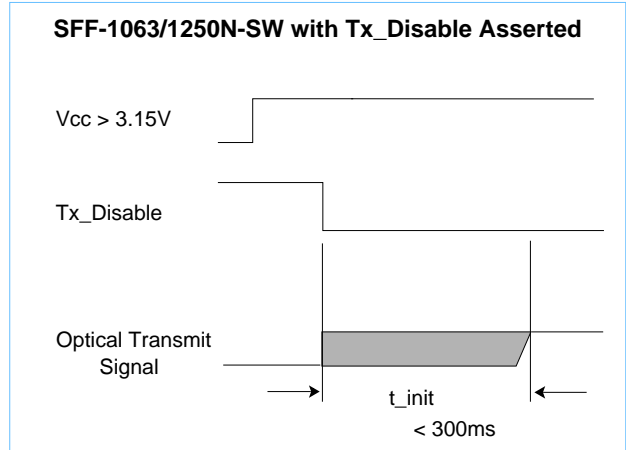 SFF-1063/1250N-SW with Tx_Disable Asserted
Vcc > 3.15V
Tx_Disable
Optical Transmit
Signal
t_init
< 300ms